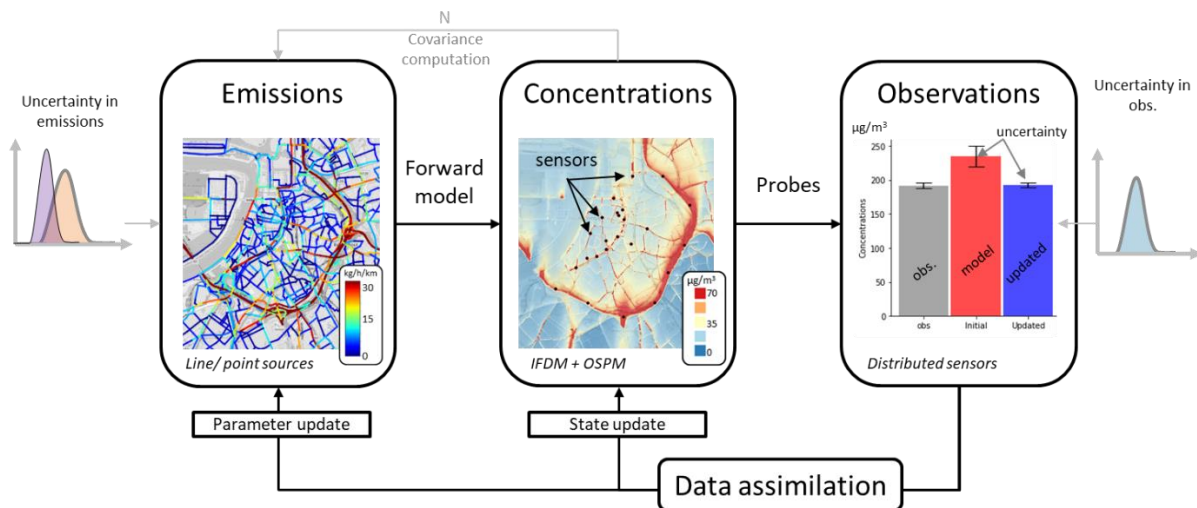 N
Covariance
computation
Uncertainty in
emissions
Emissions
kg/h/km
30
15
0
Line/ point sources
Forward
model
Concentrations
sensors
µg/m³
70
35
0
IFDM + OSPM
Probes
Observations
µg/m³
uncertainty
250
200
150
100
50
0
Concentrations
obs.
model
updated
obs
Initial
Updated
Distributed sensors
Uncertainty in
obs.
Parameter update
State update
Data assimilation